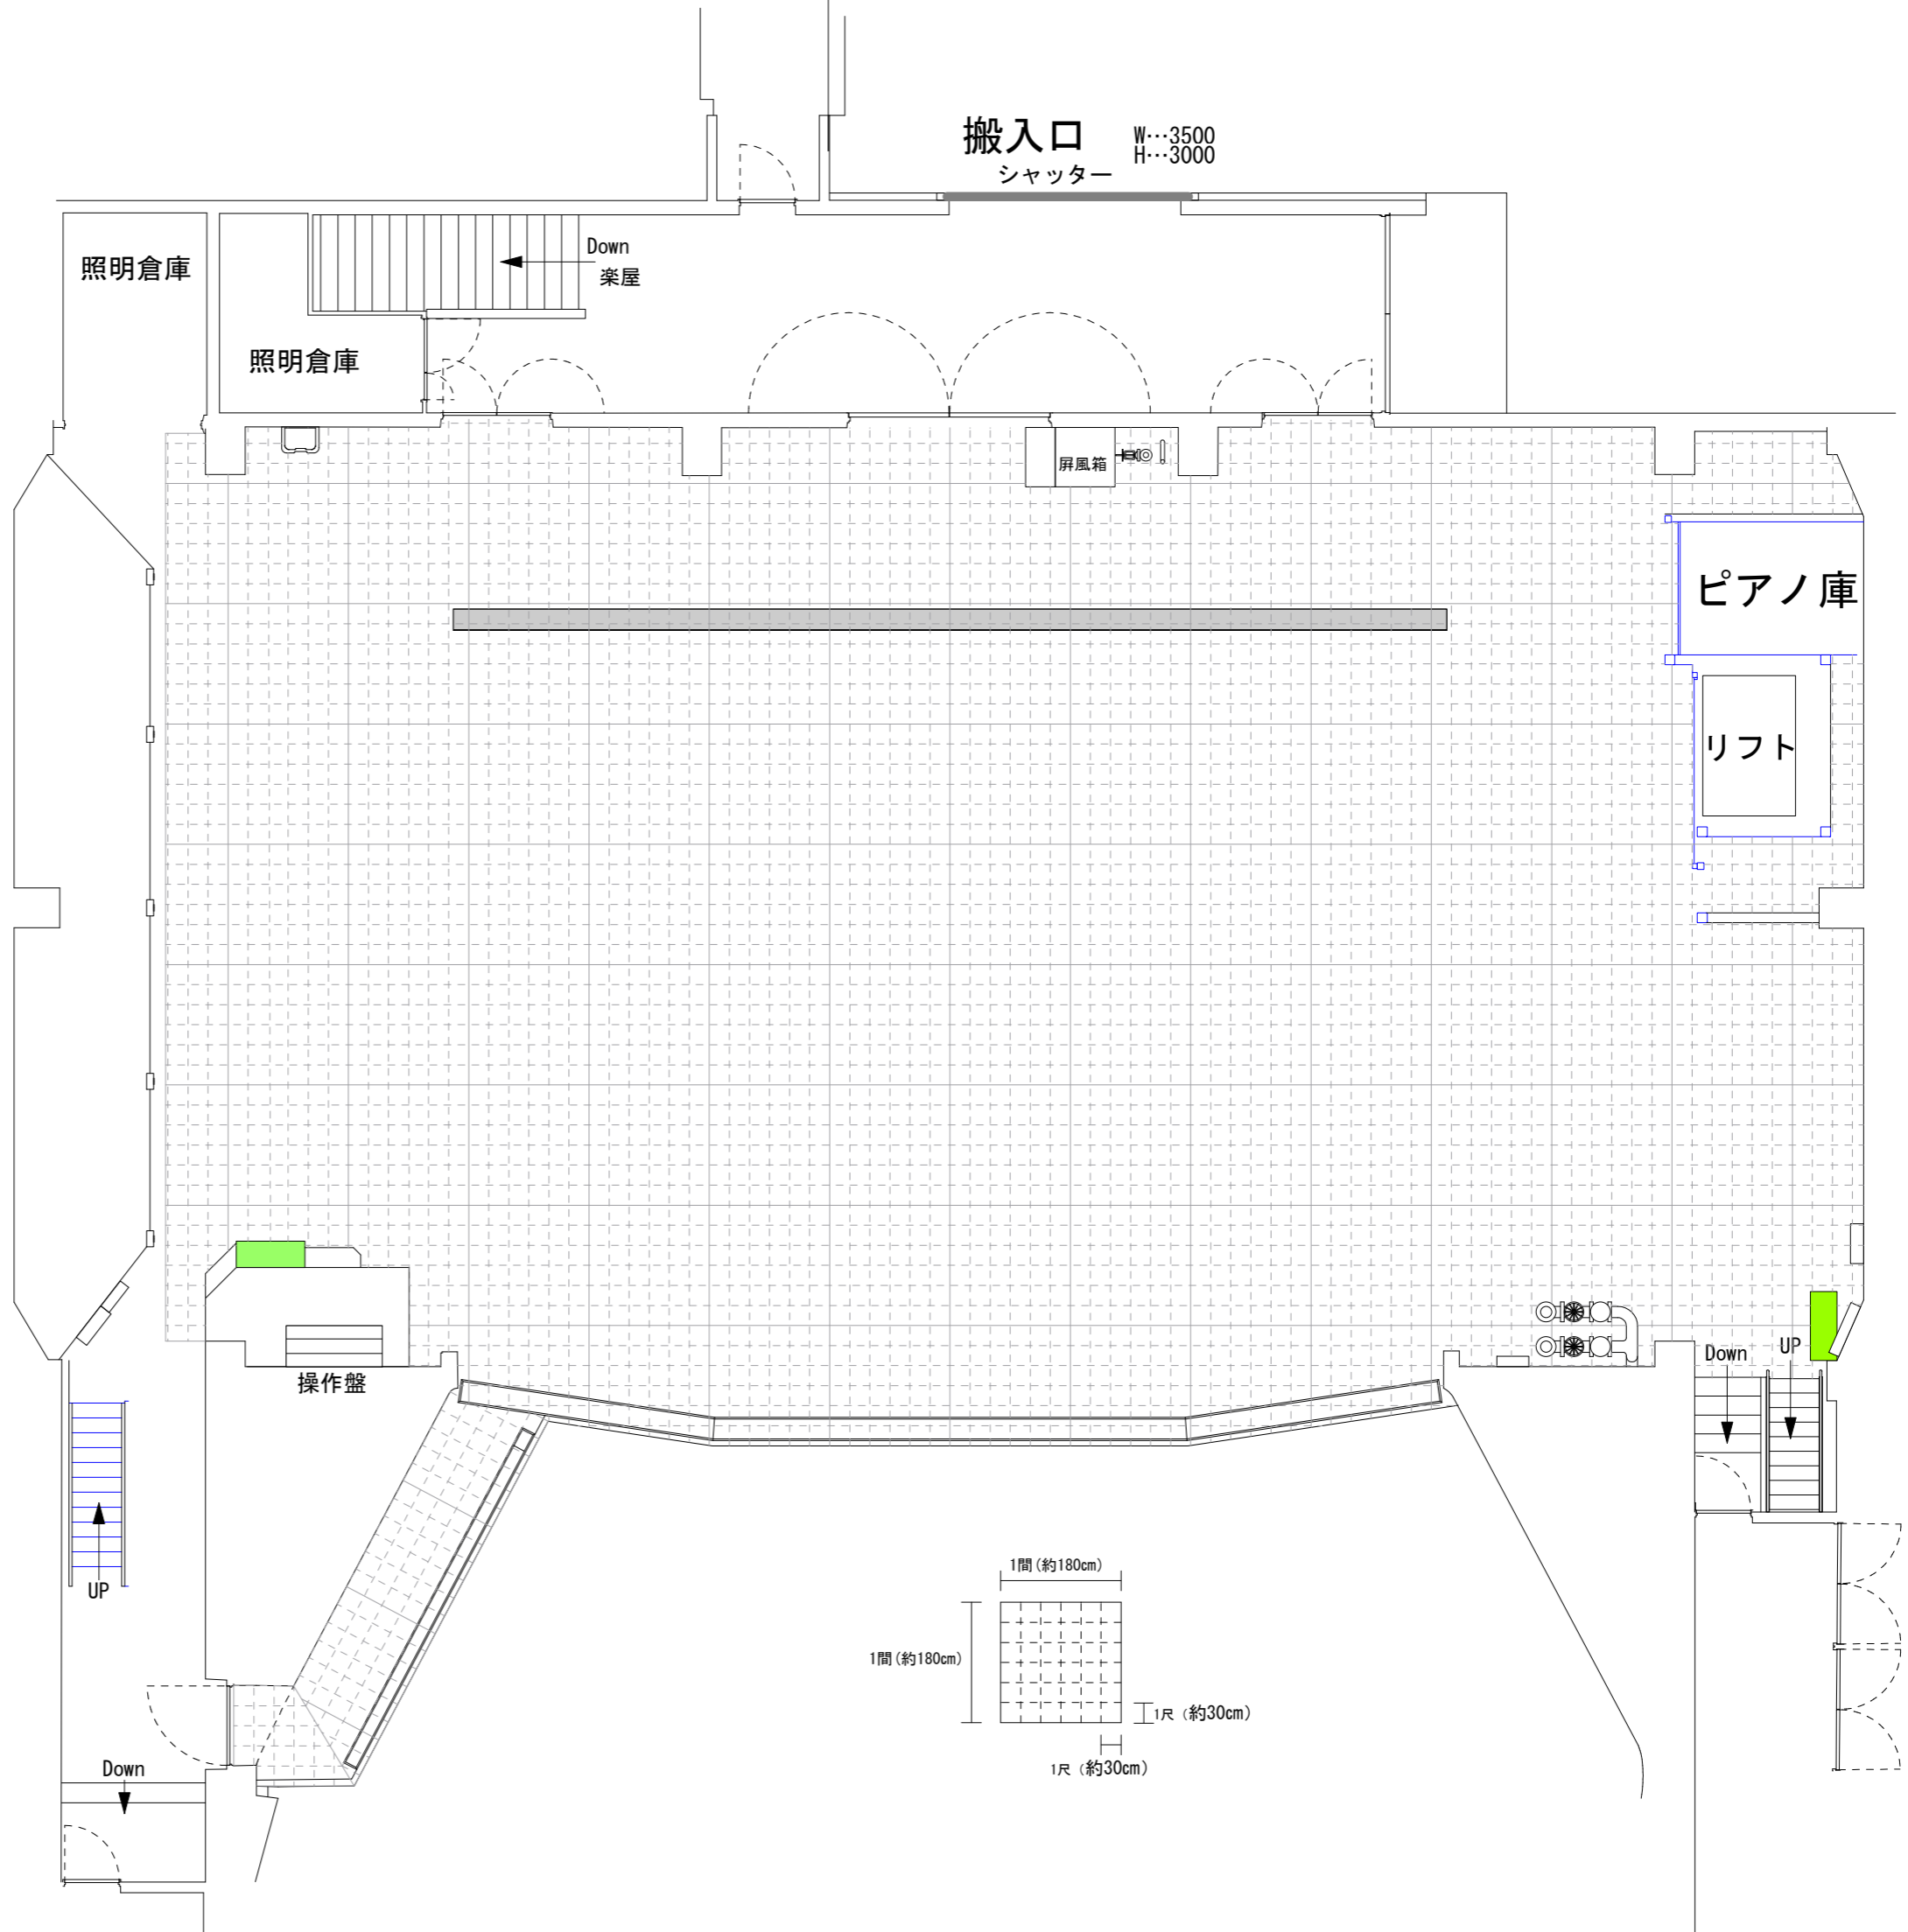 搬入口
W…3500
H…3000
シャッター
Down
楽屋
照明倉庫
照明倉庫
屏風箱
ピアノ庫
リフト
操作盤
Down
UP
UP
Down
1間(約180cm)
1間(約180cm)
1尺(約30cm)
1尺(約30cm)